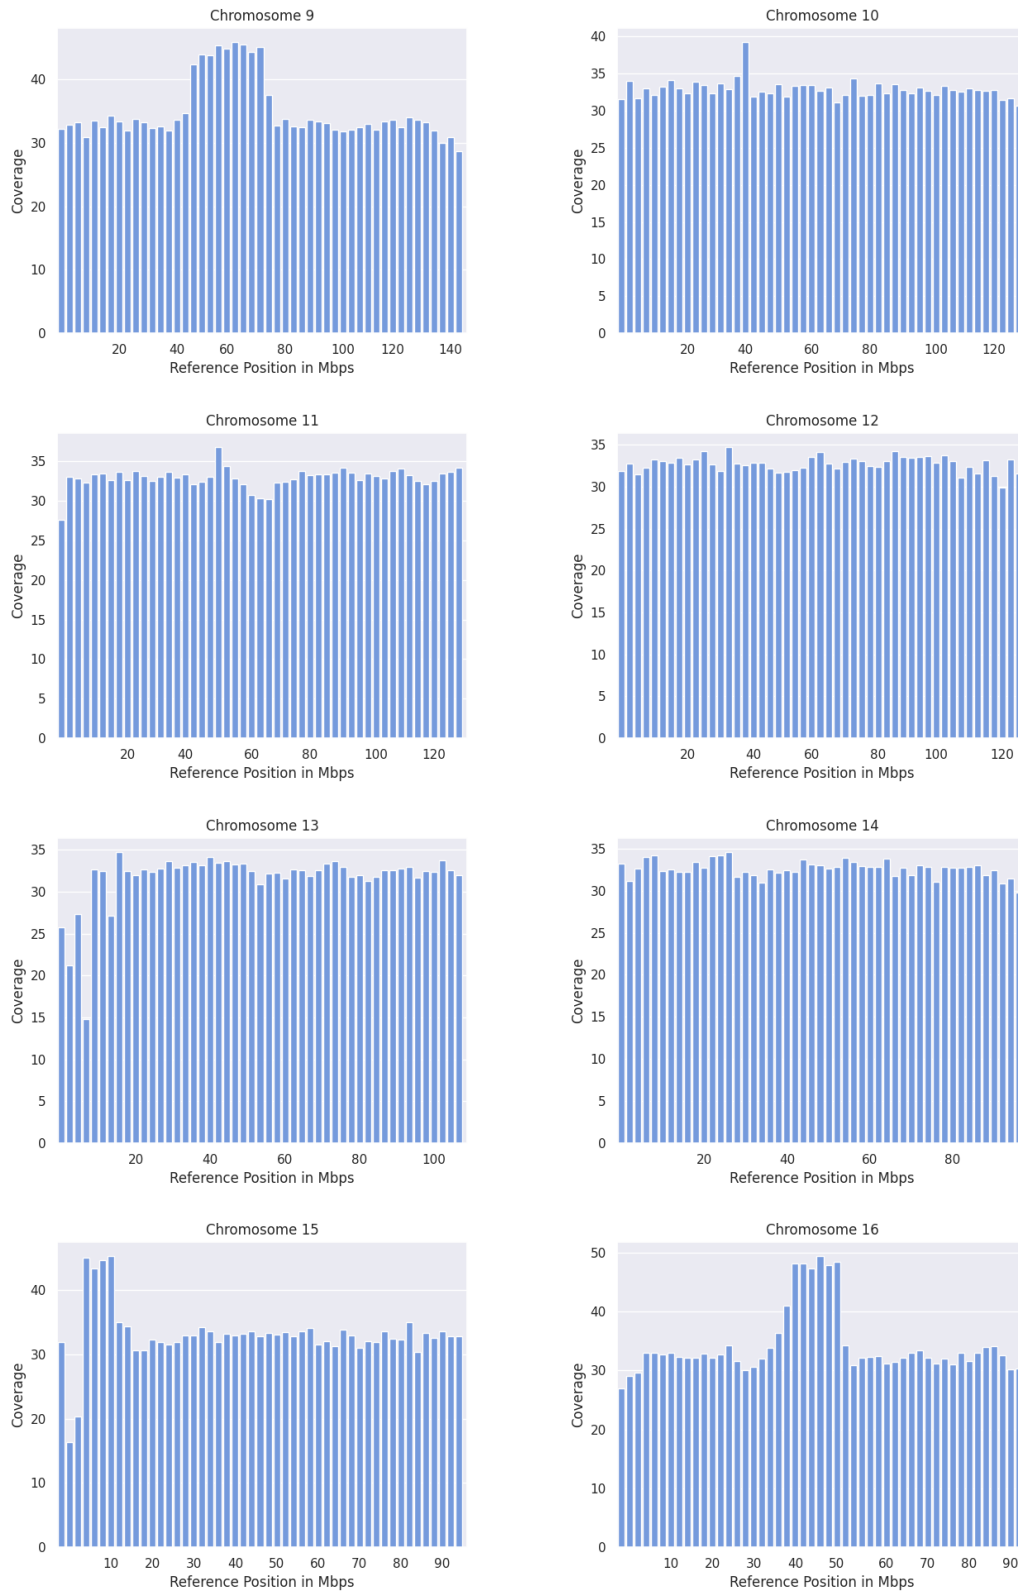 Chromosome 9
40
30
20
10
0
Coverage
20 40 60 80 100 120 140
Reference Position in Mbps
Chromosome 10
40
35
30
25
20
15
10
5
0
Coverage
20 40 60 80 100 120
Reference Position in Mbps
Chromosome 11
35
30
25
20
15
10
5
0
Coverage
20 40 60 80 100 120
Reference Position in Mbps
Chromosome 12
35
30
25
20
15
10
5
0
Coverage
20 40 60 80 100 120
Reference Position in Mbps
Chromosome 13
35
30
25
20
15
10
5
0
Coverage
20 40 60 80 100
Reference Position in Mbps
Chromosome 14
35
30
25
20
15
10
5
0
Coverage
20 40 60 80
Reference Position in Mbps
Chromosome 15
40
30
20
10
0
Coverage
10 20 30 40 50 60 70 80 90
Reference Position in Mbps
Chromosome 16
50
40
30
20
10
0
Coverage
10 20 30 40 50 60 70 80 90
Reference Position in Mbps